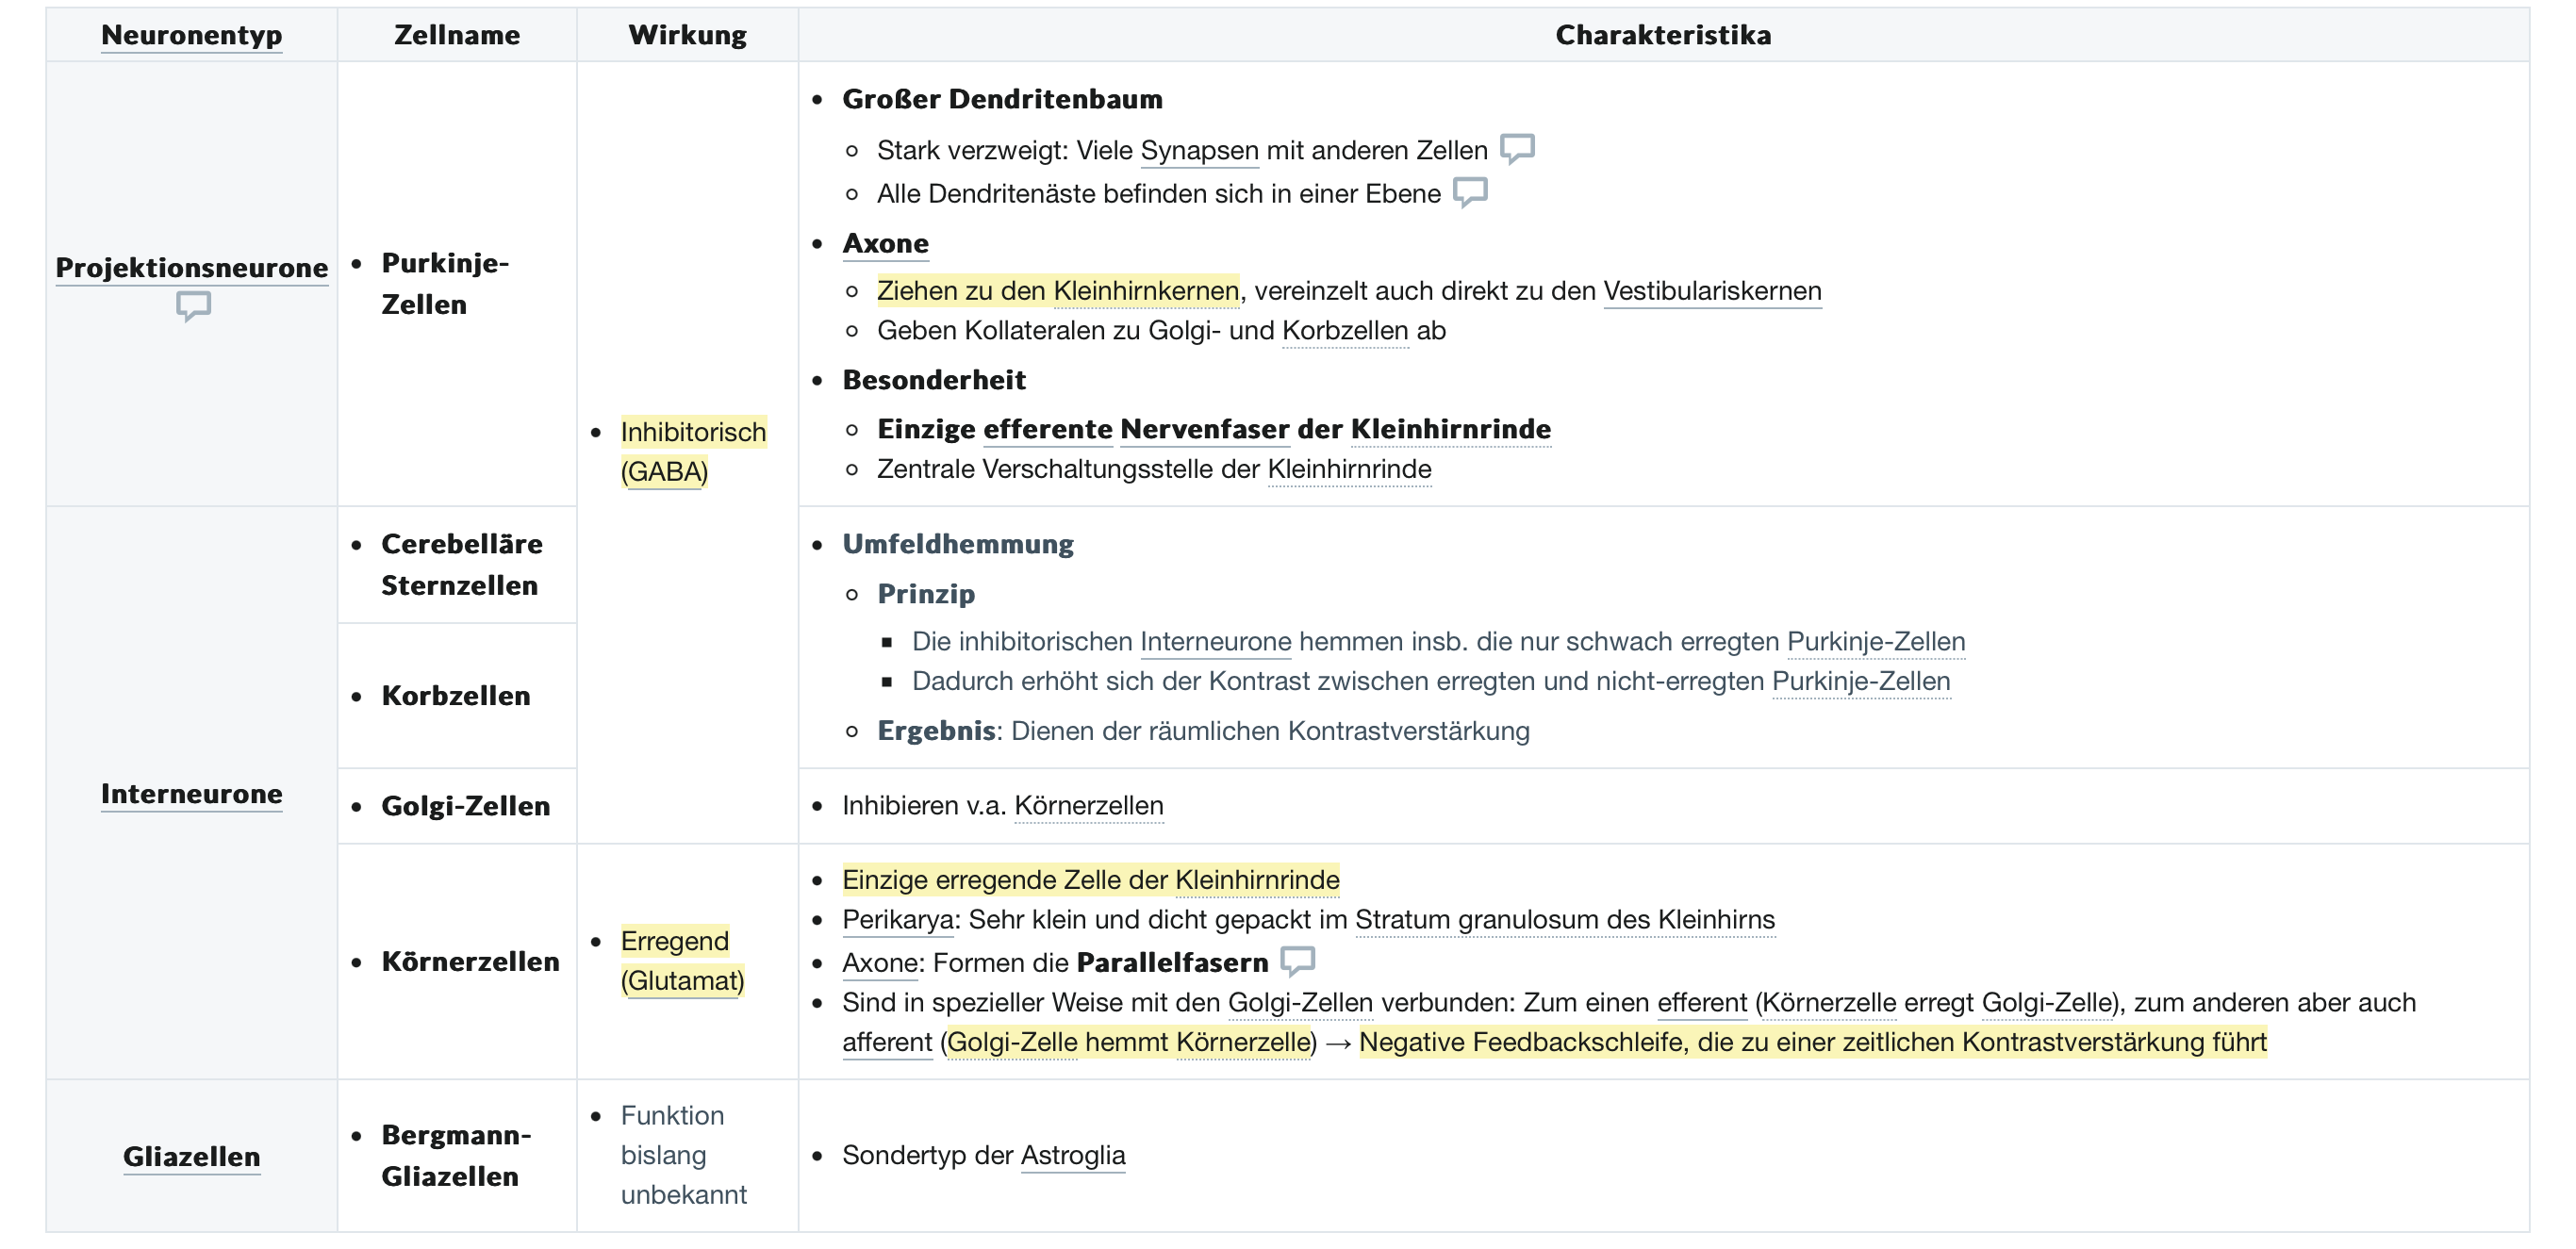 Neuronentyp Zellname Wirkung Charakteristika
Projektionsneurone
• Purkinje-
Zellen
• Inhibitorisch
(GABA)
• Großer Dendritenbaum
◦ Stark verzweigt: Viele Synapsen mit anderen Zellen
◦ Alle Dendritenäste befinden sich in einer Ebene
• Axone
◦ Ziehen zu den Kleinhirnkernen, vereinzelt auch direkt zu den Vestibulariskernen
◦ Geben Kollateralen zu Golgi- und Korbzellen ab
• Besonderheit
◦ Einzige efferente Nervenfaser der Kleinhirnrinde
◦ Zentrale Verschaltungsstelle der Kleinhirnrinde
Interneurone
• Cerebelläre
Sternzellen
• Korbzellen
• Umfeldhemmung
◦ Prinzip
▪ Die inhibitorischen Interneurone hemmen insb. die nur schwach erregten Purkinje-Zellen
▪ Dadurch erhöht sich der Kontrast zwischen erregten und nicht-erregten Purkinje-Zellen
◦ Ergebnis: Dienen der räumlichen Kontrastverstärkung
• Golgi-Zellen
• Inhibieren v.a. Körnerzellen
• Körnerzellen
• Erregend
(Glutamat)
• Einzige erregende Zelle der Kleinhirnrinde
• Perikarya: Sehr klein und dicht gepackt im Stratum granulosum des Kleinhirns
• Axone: Formen die Parallelfasern
• Sind in spezieller Weise mit den Golgi-Zellen verbunden: Zum einen efferent (Körnerzelle erregt Golgi-Zelle), zum anderen aber auch
afferent (Golgi-Zelle hemmt Körnerzelle) → Negative Feedbackschleife, die zu einer zeitlichen Kontrastverstärkung führt
Gliazellen
• Bergmann-
Gliazellen
• Funktion
bislang
unbekannt
• Sondertyp der Astroglia